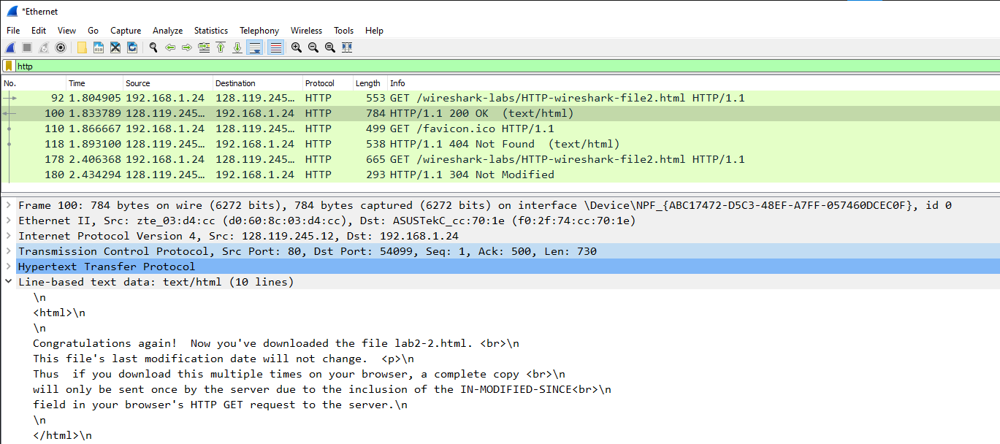 *Ethernet
File Edit View Go Capture Analyze Statistics Telephony Wireless Tools Help
http
No. Time Source Destination Protocol Length Info
92 1.804905 192.168.1.24 128.119.245… HTTP 553 GET /wireshark-labs/HTTP-wireshark-file2.html HTTP/1.1
100 1.833789 128.119.245… 192.168.1.24 HTTP 784 HTTP/1.1 200 OK  (text/html)
110 1.866667 192.168.1.24 128.119.245… HTTP 499 GET /favicon.ico HTTP/1.1
118 1.893100 128.119.245… 192.168.1.24 HTTP 538 HTTP/1.1 404 Not Found  (text/html)
178 2.406368 192.168.1.24 128.119.245… HTTP 665 GET /wireshark-labs/HTTP-wireshark-file2.html HTTP/1.1
180 2.434294 128.119.245… 192.168.1.24 HTTP 293 HTTP/1.1 304 Not Modified
Frame 100: 784 bytes on wire (6272 bits), 784 bytes captured (6272 bits) on interface \Device\NPF_{ABC17472-D5C3-48EF-A7FF-057460DCEC0F}, id 0
Ethernet II, Src: zte_03:d4:cc (d0:60:8c:03:d4:cc), Dst: ASUSTekC_cc:70:1e (f0:2f:74:cc:70:1e)
Internet Protocol Version 4, Src: 128.119.245.12, Dst: 192.168.1.24
Transmission Control Protocol, Src Port: 80, Dst Port: 54099, Seq: 1, Ack: 500, Len: 730
Hypertext Transfer Protocol
Line-based text data: text/html (10 lines)
\n
<html>\n
\n
Congratulations again!  Now you've downloaded the file lab2-2.html. <br>\n
This file's last modification date will not change.  <p>\n
Thus  if you download this multiple times on your browser, a complete copy <br>\n
will only be sent once by the server due to the inclusion of the IN-MODIFIED-SINCE<br>\n
field in your browser's HTTP GET request to the server.\n
\n
</html>\n